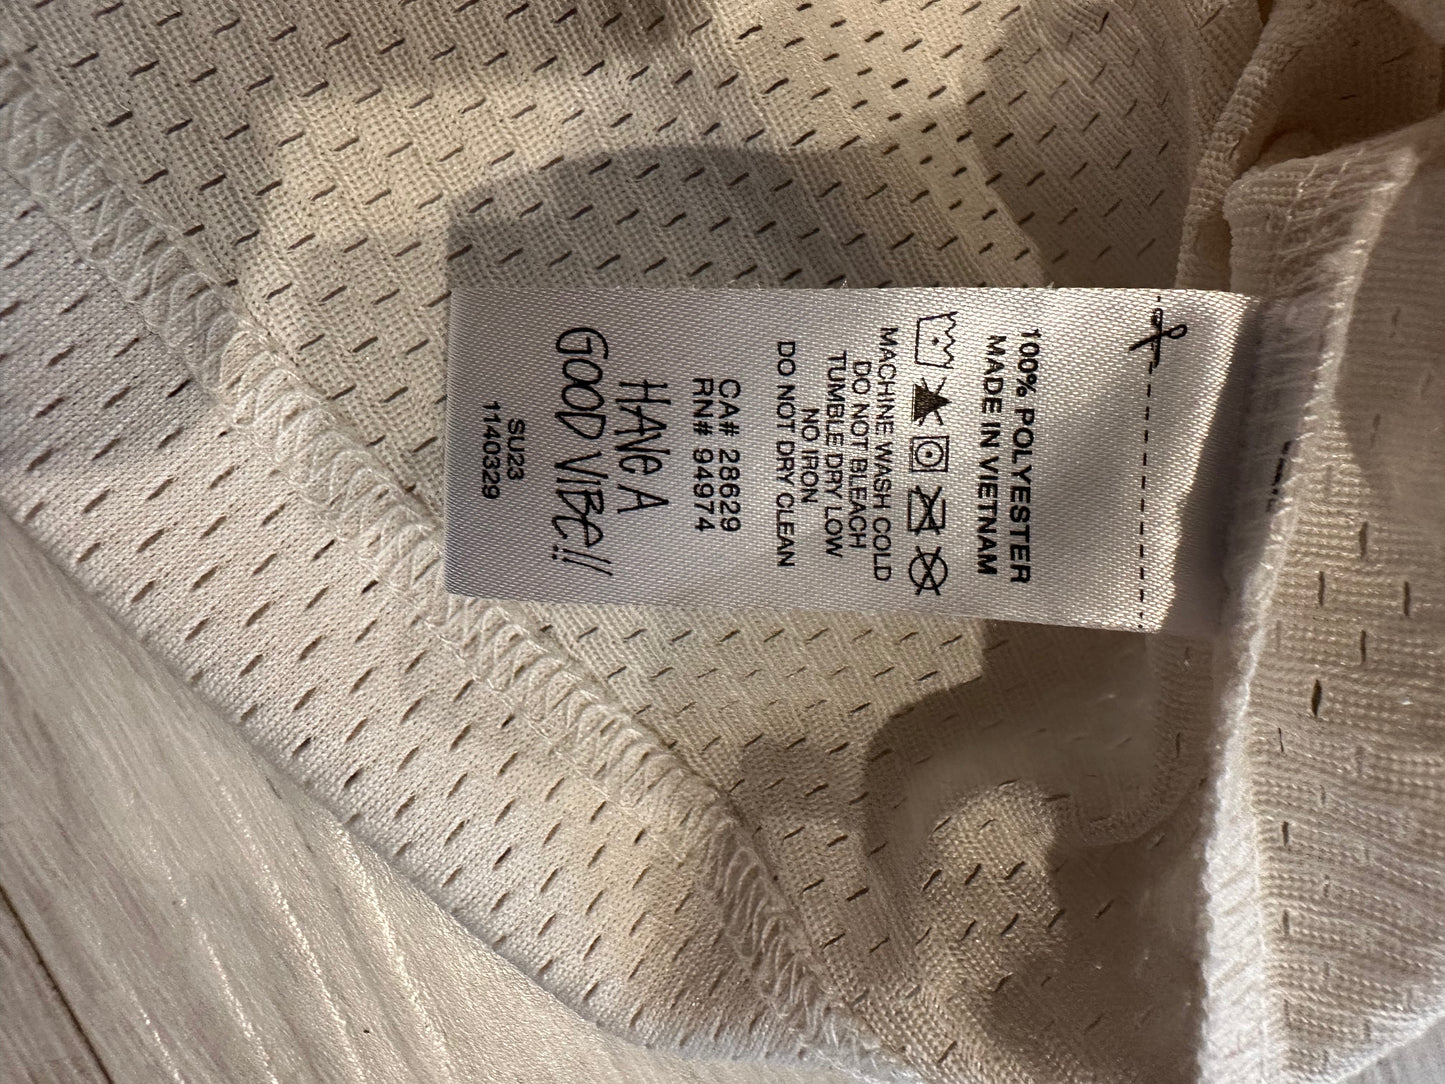 100% POLYESTER
MADE IN VIETNAM
MACHINE WASH COLD
DO NOT BLEACH
TUMBLE DRY LOW
NO IRON
DO NOT DRY CLEAN
CA# 28629
RN# 94974
HAVE A
GOOD VIBE!!
SU23
1140329